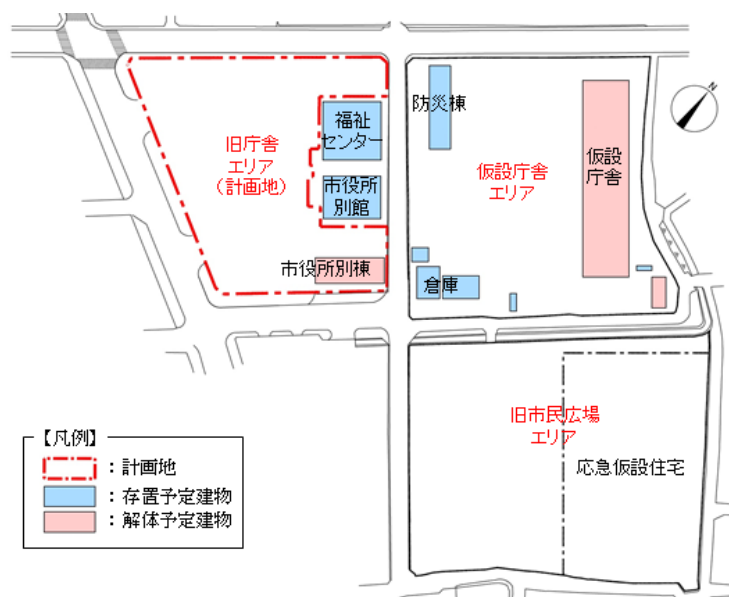 N
防災棟
福祉
センター
旧庁舎
エリア
（計画地）
仮設庁舎
エリア
仮設
庁舎
市役所
別館
市役所別棟
倉庫
旧市民広場
エリア
応急仮設住宅
【凡例】
：計画地
：存置予定建物
：解体予定建物